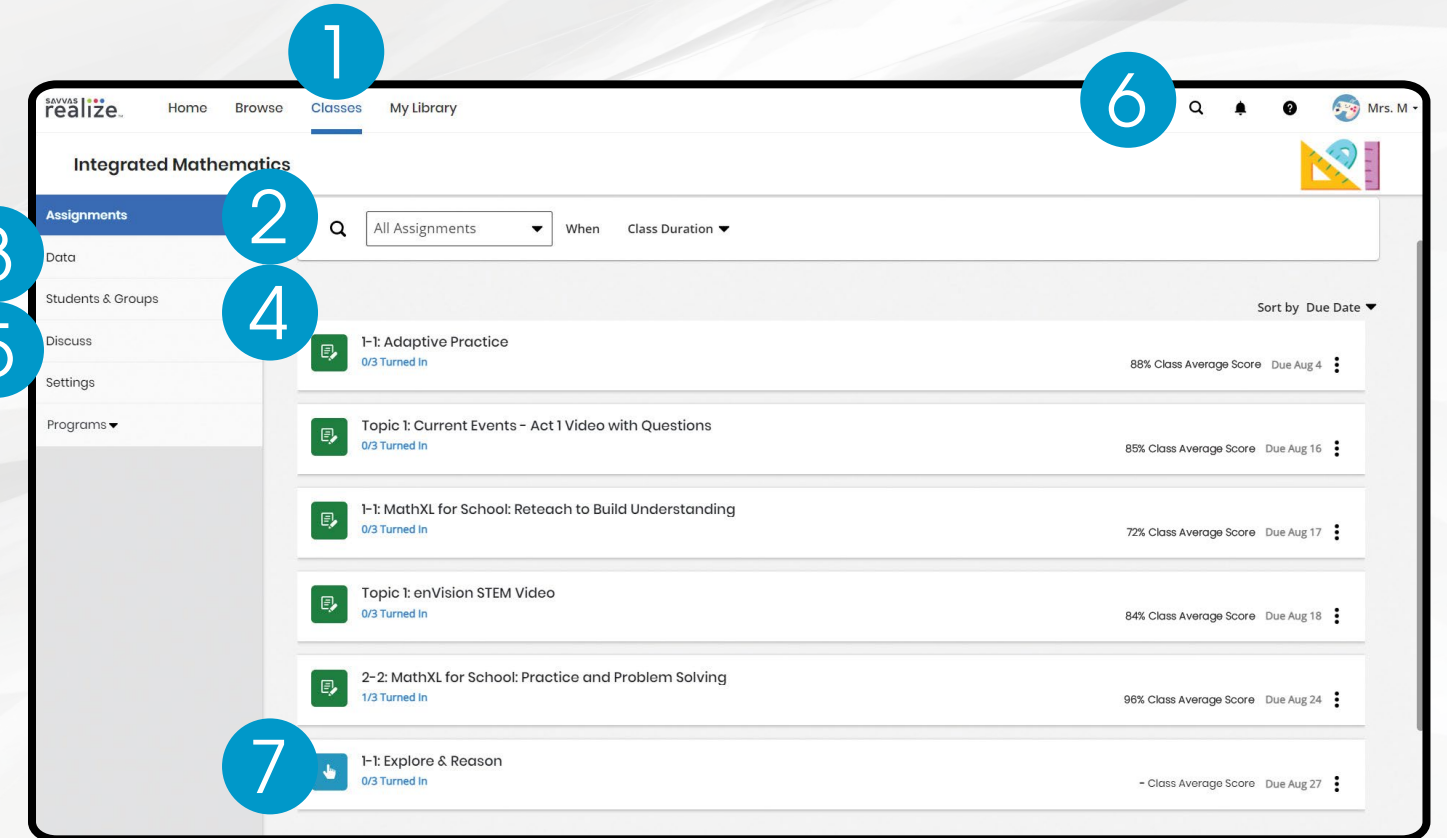 1
6
savvas realize. Home Browse Classes My Library ? Mrs. M
Integrated Mathematics
Assignments
2
All Assignments When Class Duration
3
Data
Students & Groups
4
Sort by Due Date
5
Discuss
Settings
Programs
1-1: Adaptive Practice
0/3 Turned In
88% Class Average Score Due Aug 4
Topic 1: Current Events - Act 1 Video with Questions
0/3 Turned In
85% Class Average Score Due Aug 16
1-1: MathXL for School: Reteach to Build Understanding
0/3 Turned In
72% Class Average Score Due Aug 17
Topic 1: enVision STEM Video
0/3 Turned In
84% Class Average Score Due Aug 18
2-2: MathXL for School: Practice and Problem Solving
1/3 Turned In
96% Class Average Score Due Aug 24
7
1-1: Explore & Reason
0/3 Turned In
- Class Average Score Due Aug 27